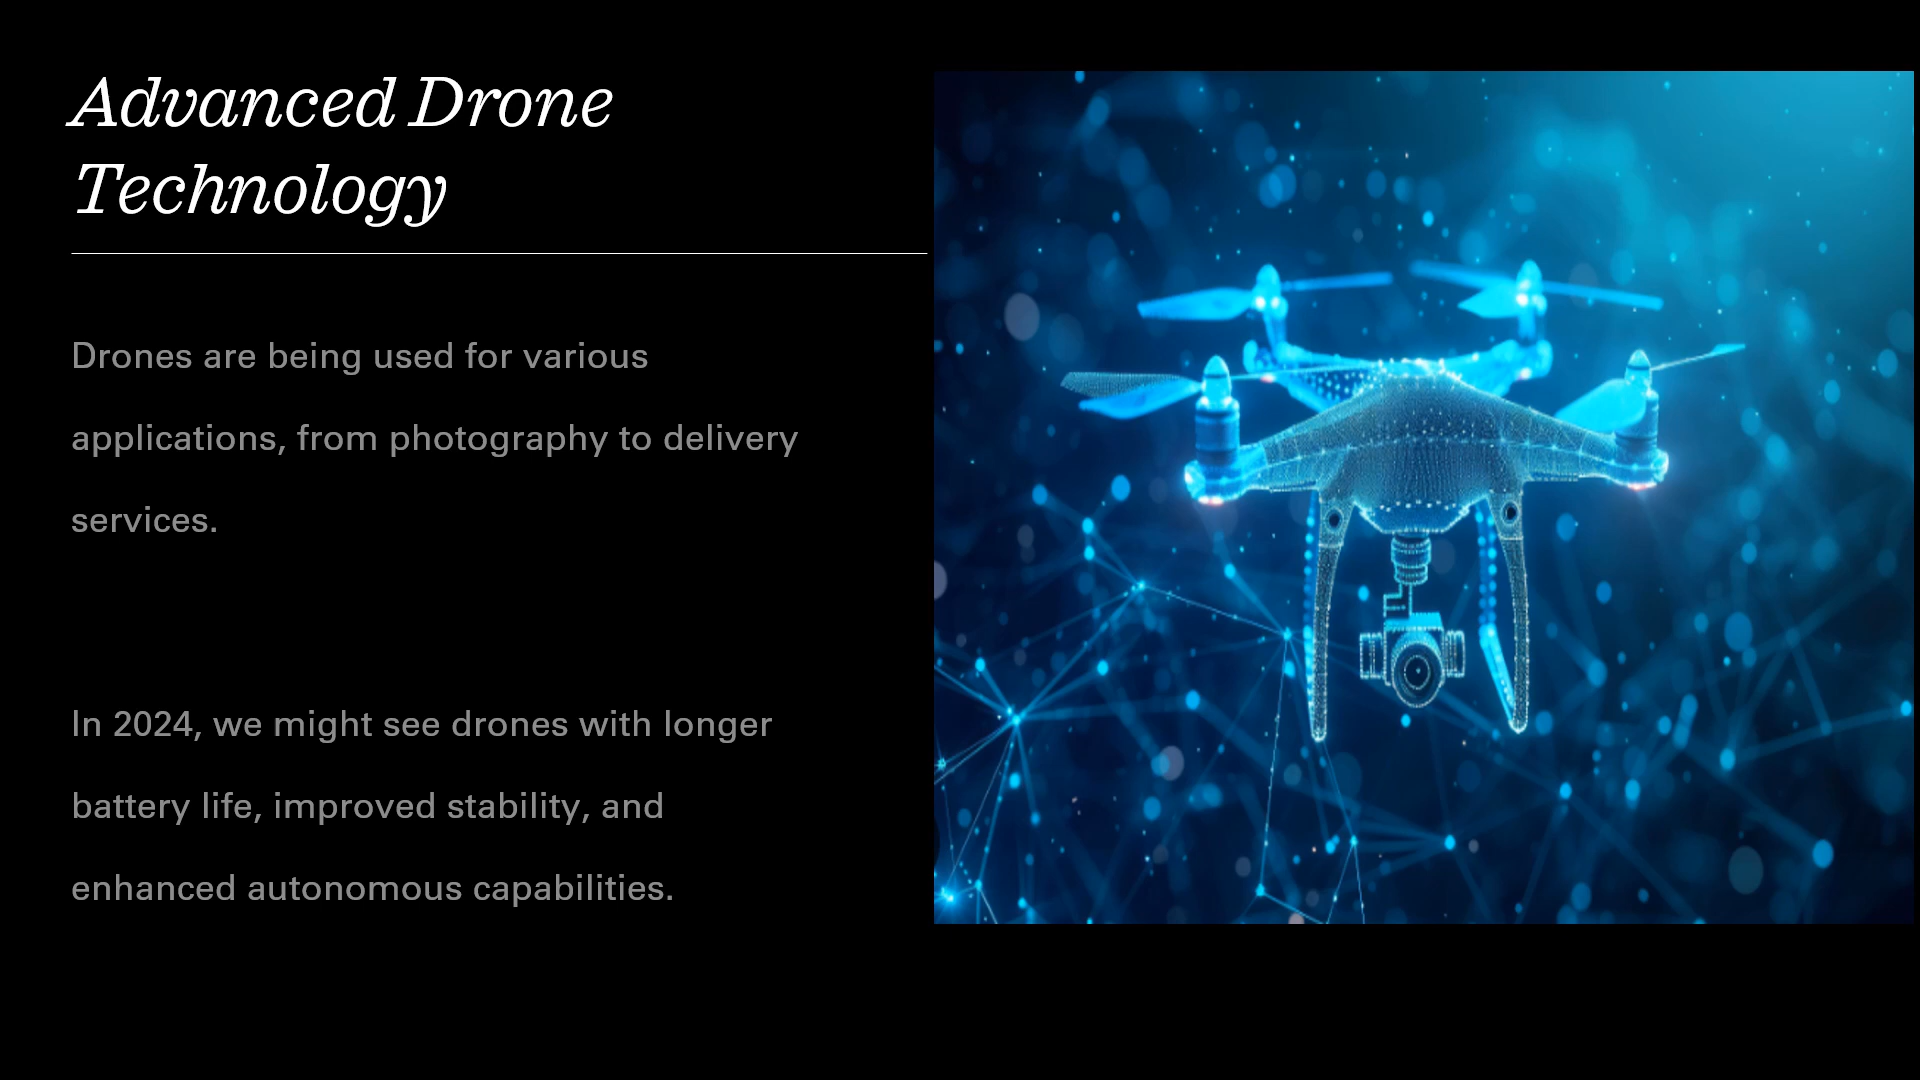 Advanced Drone
Technology
Drones are being used for various
applications, from photography to delivery
services.
In 2024, we might see drones with longer
battery life, improved stability, and
enhanced autonomous capabilities.